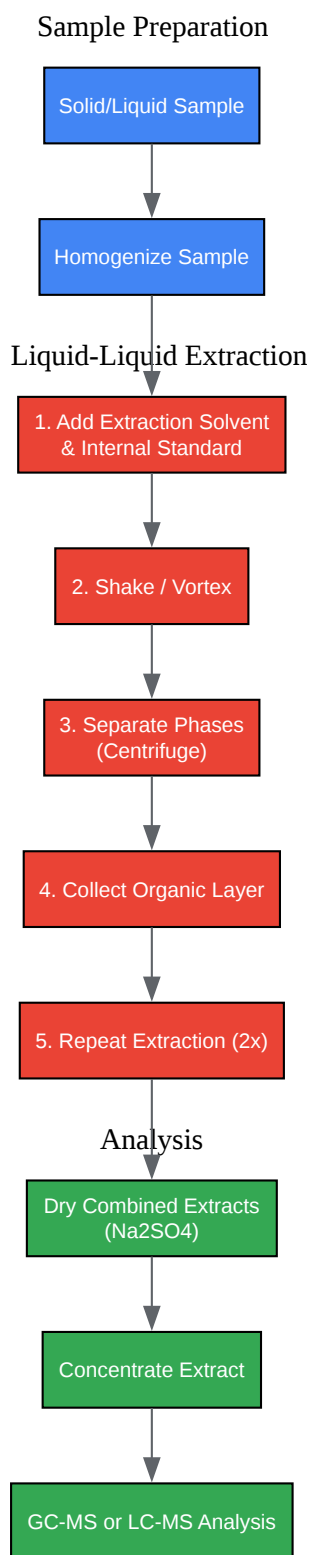 Sample Preparation
Solid/Liquid Sample
Homogenize Sample
Liquid-Liquid Extraction
1. Add Extraction Solvent
& Internal Standard
2. Shake / Vortex
3. Separate Phases
(Centrifuge)
4. Collect Organic Layer
5. Repeat Extraction (2x)
Analysis
Dry Combined Extracts
(Na2SO4)
Concentrate Extract
GC-MS or LC-MS Analysis